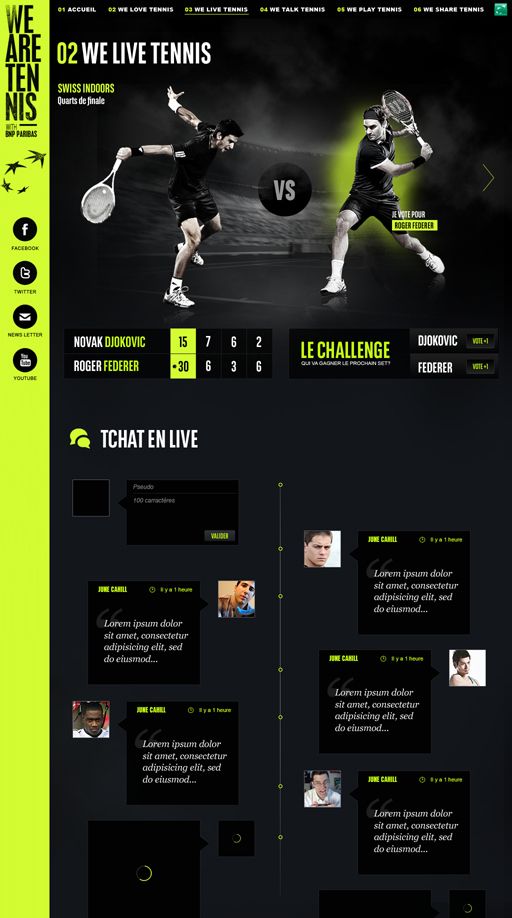 WE
ARE
TEN
NIS
WITH
BNP PARIBAS
01 ACCUEIL
02 WE LOVE TENNIS
03 WE LIVE TENNIS
04 WE TALK TENNIS
05 WE PLAY TENNIS
06 WE SHARE TENNIS
02 WE LIVE TENNIS
SWISS INDOORS
Quarts de finale
VS
JE VOTE POUR
ROGER FEDERER
FACEBOOK
TWITTER
NEWS LETTER
You
Tube
YOUTUBE
NOVAK DJOKOVIC 15 7 6 2
ROGER FEDERER •30 6 3 6
LE CHALLENGE
QUI VA GAGNER LE PROCHAIN SET?
DJOKOVIC VOTE +1
FEDERER VOTE +1
TCHAT EN LIVE
Pseudo
100 carractères
VALIDER
JUNE CAHILL Il y a 1 heure
Lorem ipsum dolor
sit amet, consectetur
adipisicing elit, sed
do eiusmod...
JUNE CAHILL Il y a 1 heure
Lorem ipsum dolor
sit amet, consectetur
adipisicing elit, sed
do eiusmod...
JUNE CAHILL Il y a 1 heure
Lorem ipsum dolor
sit amet, consectetur
adipisicing elit, sed
do eiusmod...
JUNE CAHILL Il y a 1 heure
Lorem ipsum dolor
sit amet, consectetur
adipisicing elit, sed
do eiusmod...
JUNE CAHILL Il y a 1 heure
Lorem ipsum dolor
sit amet, consectetur
adipisicing elit, sed
do eiusmod...